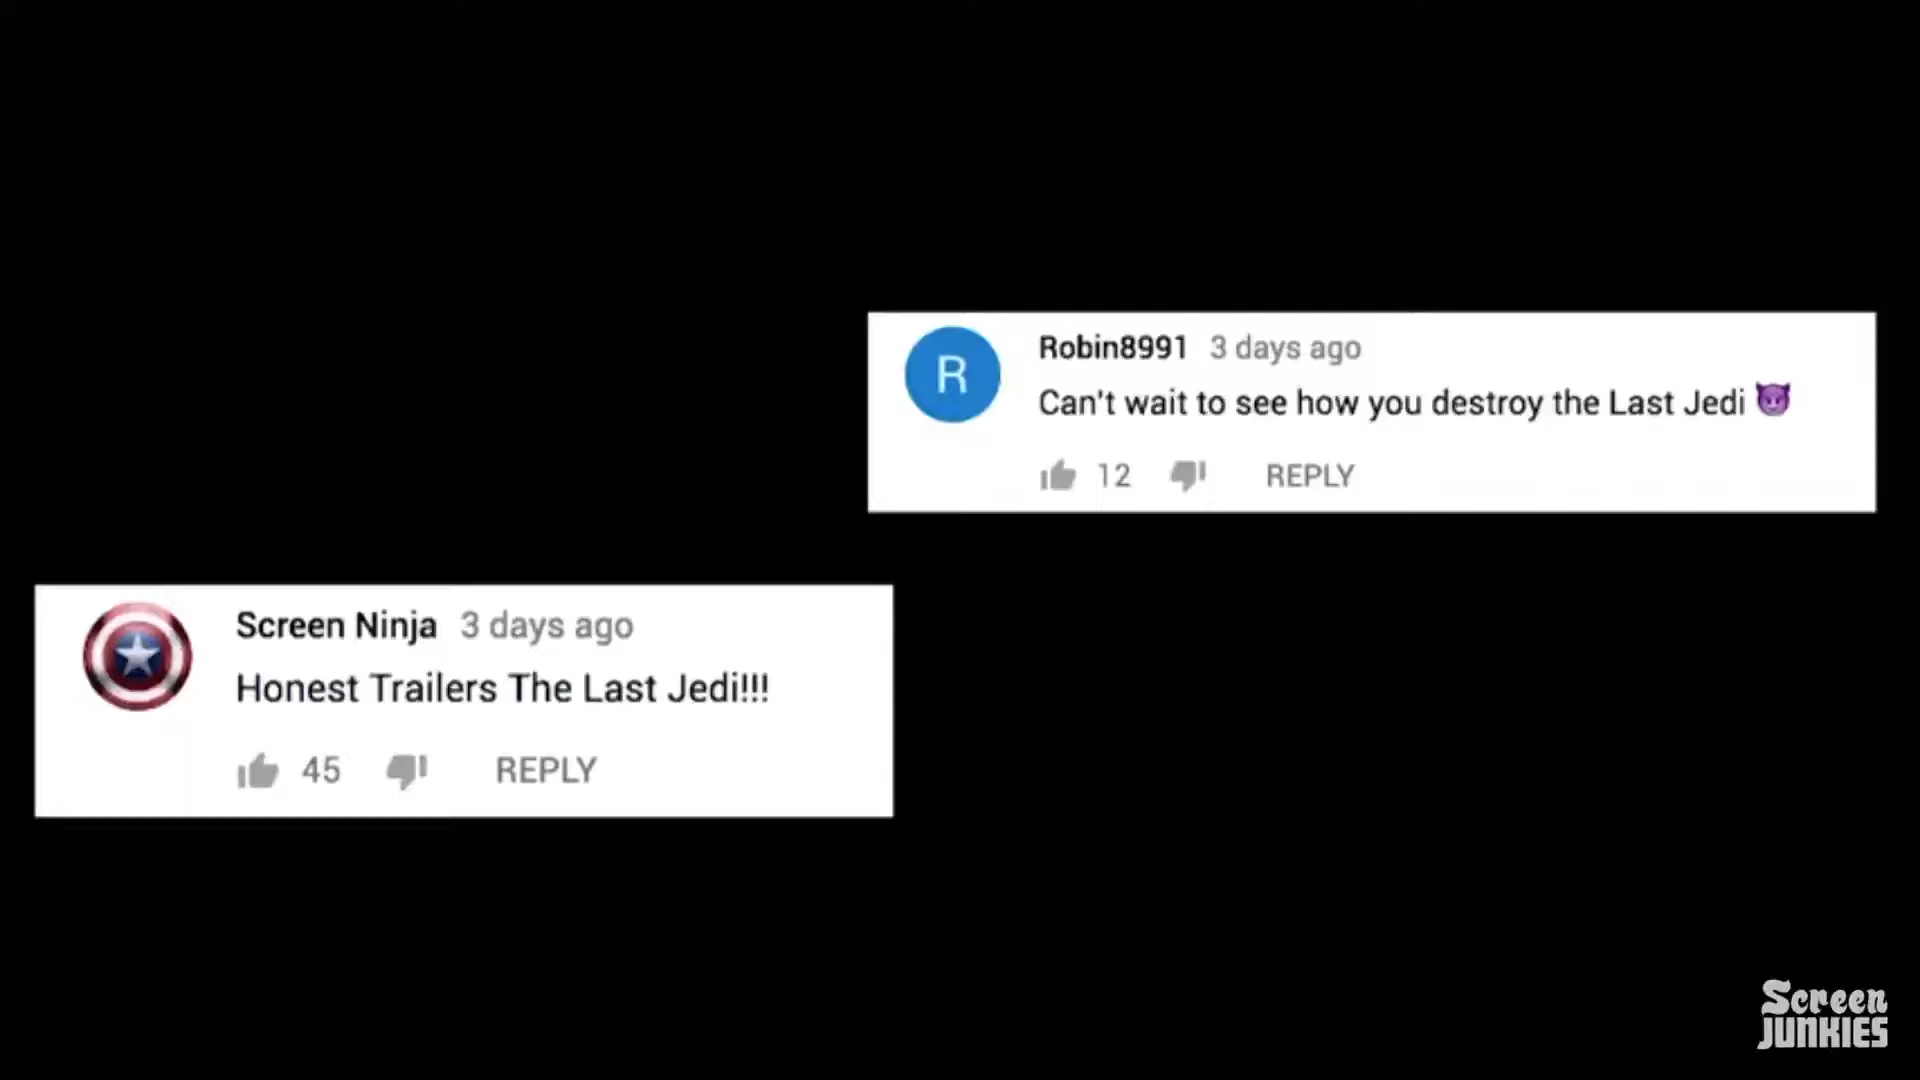 Robin8991 3 days ago
Can't wait to see how you destroy the Last Jedi 😈
12 REPLY
Screen Ninja 3 days ago
Honest Trailers The Last Jedi!!!
45 REPLY
Screen
JUNKIES
R